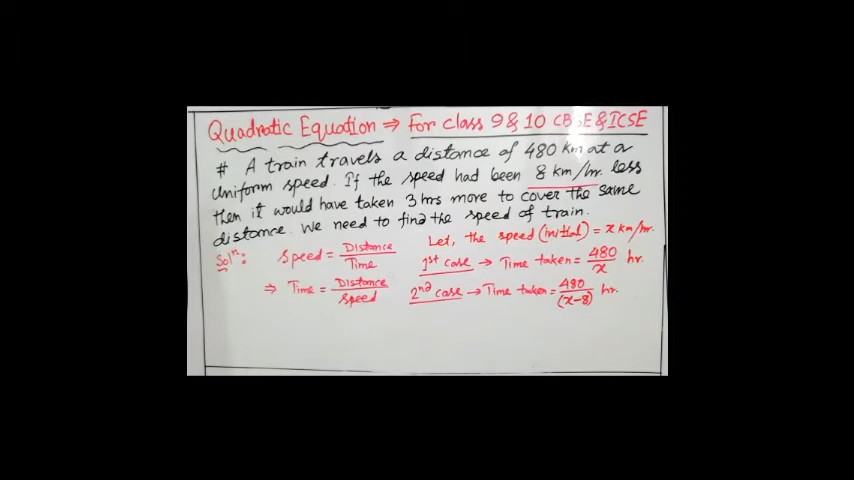 Quadratic Equation ⇒ For Class 9 & 10 CBSE & ICSE
# A train travels a distance of 480 km at a
uniform speed. If the speed had been 8 km/hr. less
then it would have taken 3 hrs more to cover the same
distance. We need to find the speed of train.
Solⁿ: Speed = Distance/Time
⇒ Time = Distance/Speed
Let, the speed (initial) = x km/hr.
1st case → Time taken = 480/x hr.
2nd case → Time taken = 480/(x-8) hr.